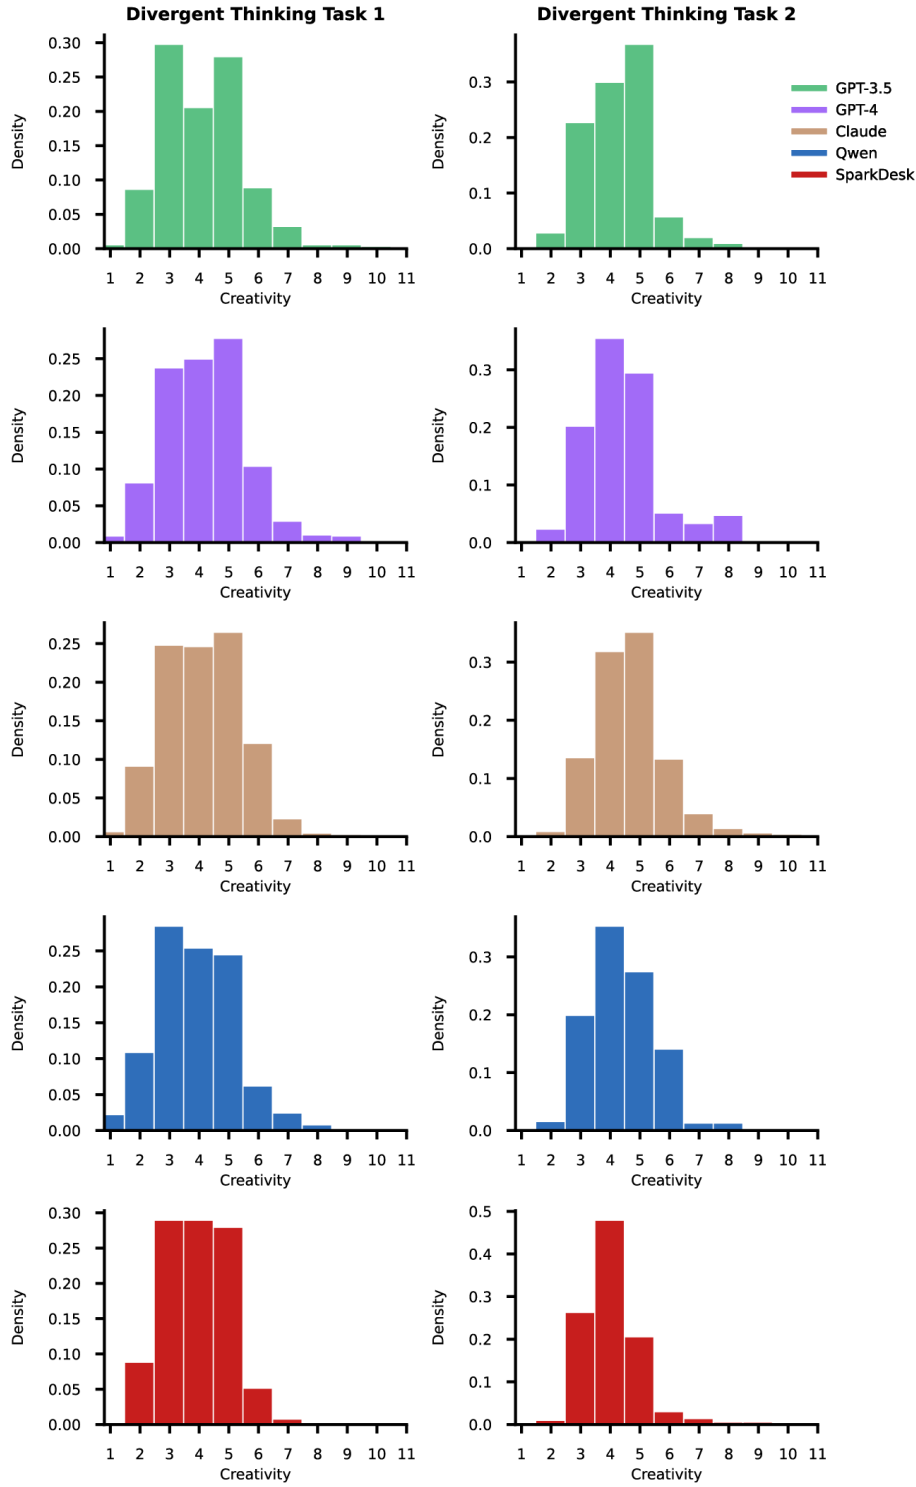 Divergent Thinking Task 1
Divergent Thinking Task 2
0.30
0.25
0.20
0.15
0.10
0.05
0.00
Density
1 2 3 4 5 6 7 8 9 10 11
Creativity
0.3
0.2
0.1
0.0
Density
1 2 3 4 5 6 7 8 9 10 11
Creativity
GPT-3.5
GPT-4
Claude
Qwen
SparkDesk
0.25
0.20
0.15
0.10
0.05
0.00
Density
1 2 3 4 5 6 7 8 9 10 11
Creativity
0.3
0.2
0.1
0.0
Density
1 2 3 4 5 6 7 8 9 10 11
Creativity
0.25
0.20
0.15
0.10
0.05
0.00
Density
1 2 3 4 5 6 7 8 9 10 11
Creativity
0.3
0.2
0.1
0.0
Density
1 2 3 4 5 6 7 8 9 10 11
Creativity
0.25
0.20
0.15
0.10
0.05
0.00
Density
1 2 3 4 5 6 7 8 9 10 11
Creativity
0.3
0.2
0.1
0.0
Density
1 2 3 4 5 6 7 8 9 10 11
Creativity
0.30
0.25
0.20
0.15
0.10
0.05
0.00
Density
1 2 3 4 5 6 7 8 9 10 11
Creativity
0.5
0.4
0.3
0.2
0.1
0.0
Density
1 2 3 4 5 6 7 8 9 10 11
Creativity